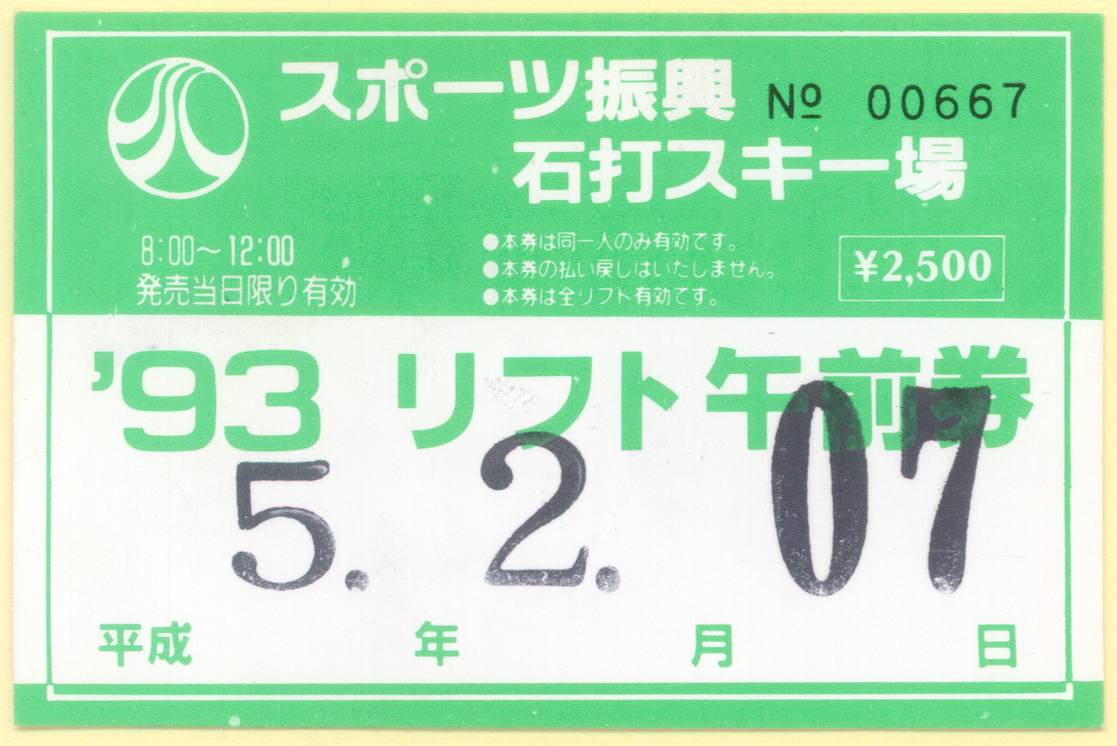 スポーツ振興 № 00667
石打スキー場
8:00〜12:00
発売当日限り有効
●本券は同一人のみ有効です。
●本券の払い戻しはいたしません。
●本券は全リフト有効です。
¥2,500
'93 リフト午前券
5. 2. 07
平成 年 月 日